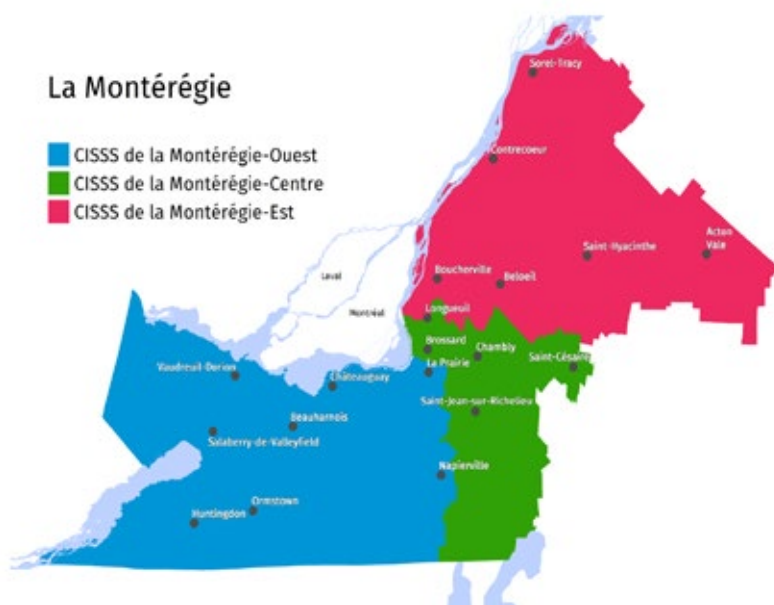 La Montérégie
CISSS de la Montérégie-Ouest
CISSS de la Montérégie-Centre
CISSS de la Montérégie-Est
Sorel-Tracy
Contrecoeur
Saint-Hyacinthe
Acton
Vale
Boucherville
Beloeil
Laval
Montréal
Longueuil
Brossard
Chambly
La Prairie
Saint-Césaire
Vaudreuil-Dorion
Châteauguay
Saint-Jean-sur-Richelieu
Beauharnois
Salaberry-de-Valleyfield
Napierville
Ormstown
Huntingdon